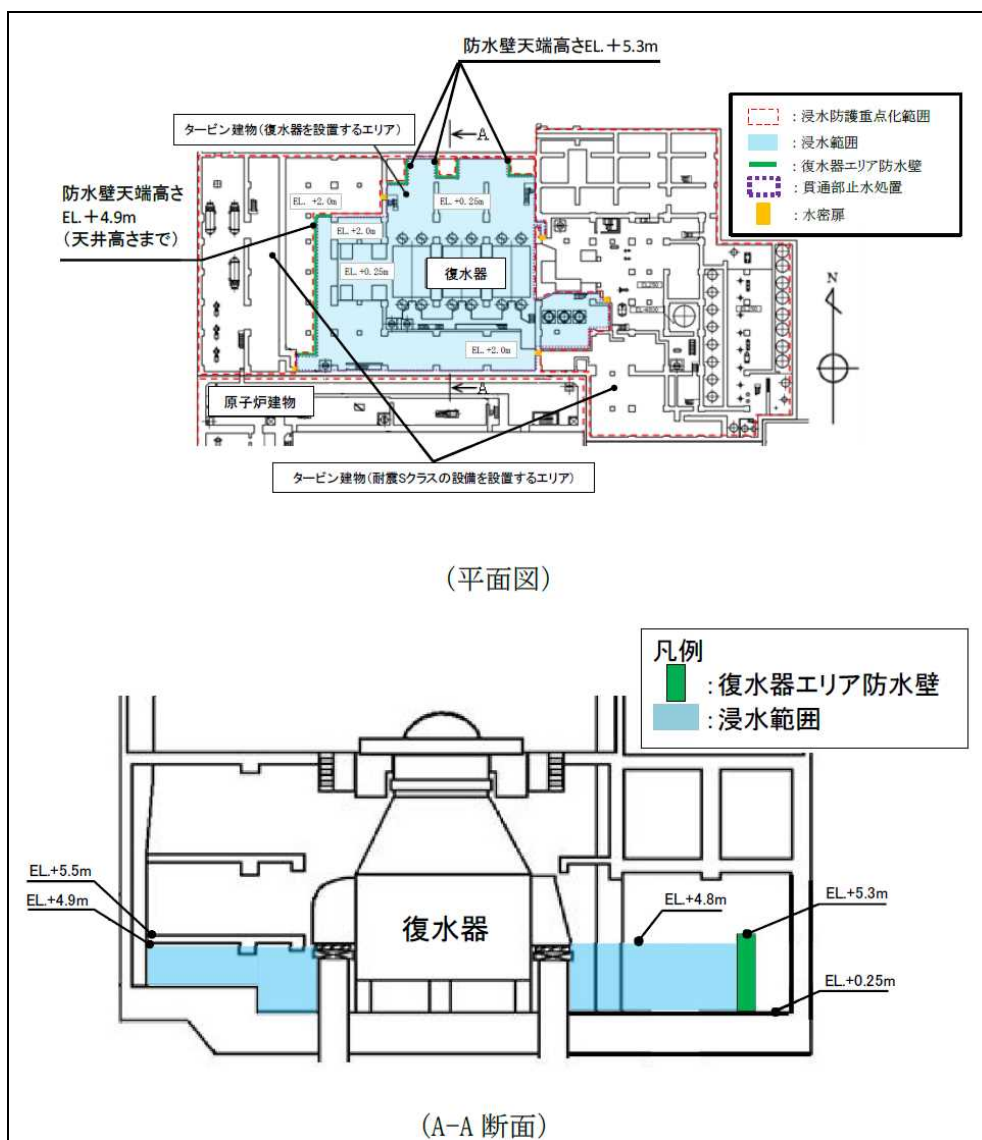 防水壁天端高さEL.＋5.3m
タービン建物(復水器を設置するエリア)
A
防水壁天端高さ
EL.＋4.9m
(天井高さまで)
EL. +2.0m
EL.+0.25m
EL. +2.0m
EL.+0.25m
復水器
EL. +2.0m
A
原子炉建物
タービン建物(耐震Sクラスの設備を設置するエリア)
：浸水防護重点化範囲
：浸水範囲
：復水器エリア防水壁
：貫通部止水処置
：水密扉
N
(平面図)
凡例
：復水器エリア防水壁
：浸水範囲
EL.+5.5m
EL.+4.9m
復水器
EL.+4.8m
EL.+5.3m
EL.+0.25m
(A-A 断面)